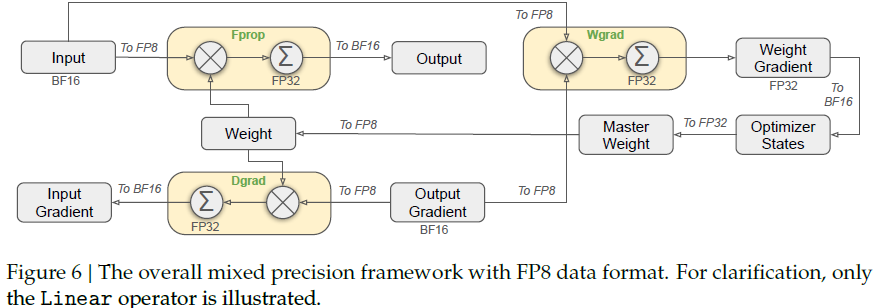 To FP8
Fprop
Wgrad
Input
To FP8
Σ
To BF16
Output
Σ
Weight
Gradient
BF16
FP32
FP32
FP32
To
BF16
Weight
To FP8
Master
Weight
To FP32
Optimizer
States
Input
Gradient
To BF16
Dgrad
Σ
To FP8
Output
Gradient
To FP8
FP32
BF16
Figure 6 | The overall mixed precision framework with FP8 data format. For clarification, only
the Linear operator is illustrated.